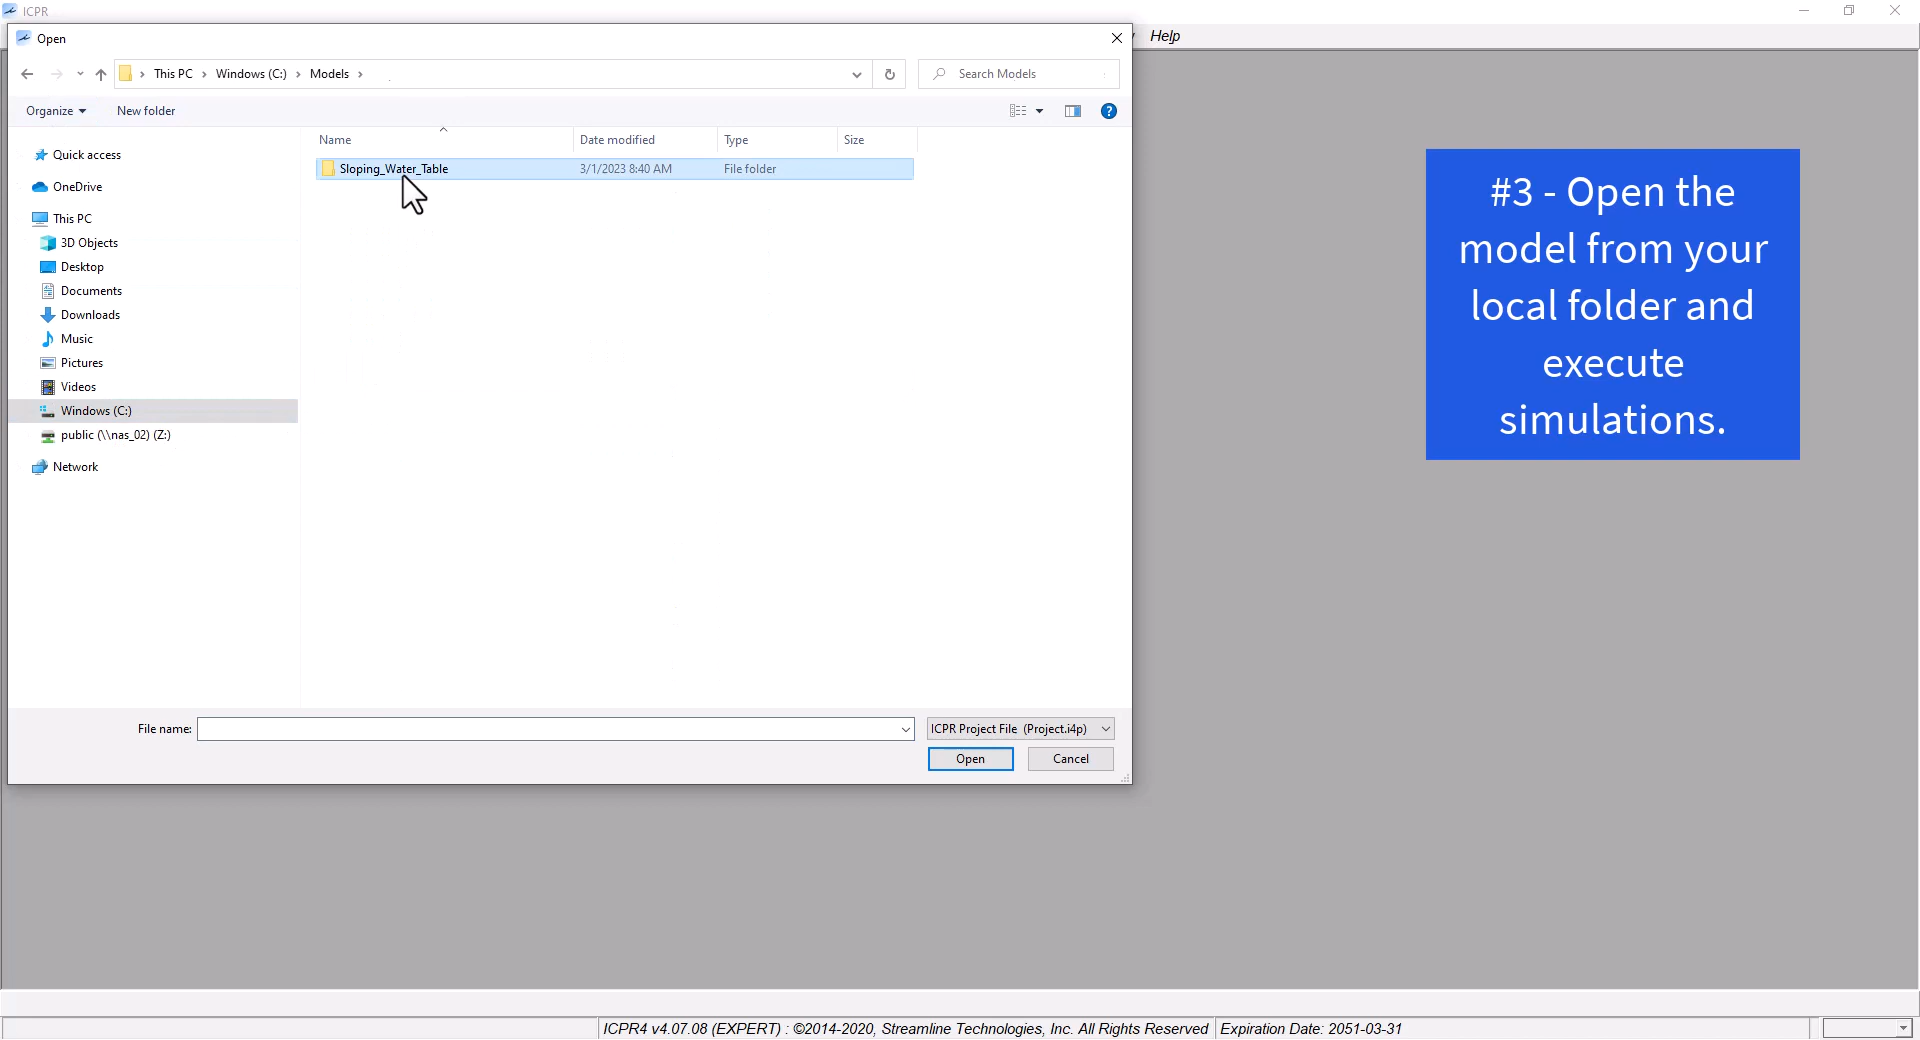 ICPR
Open
Help
This PC > Windows (C:) > Models >
Search Models
Organize
New folder
Name
Date modified
Type
Size
Sloping_Water_Table
3/1/2023 8:40 AM
File folder
Quick access
OneDrive
This PC
3D Objects
Desktop
Documents
Downloads
Music
Pictures
Videos
Windows (C:)
public (\\nas_02) (Z:)
Network
#3 - Open the
model from your
local folder and
execute
simulations.
File name:
ICPR Project File (Project.i4p)
Open
Cancel
ICPR4 v4.07.08 (EXPERT) : ©2014-2020, Streamline Technologies, Inc. All Rights Reserved
Expiration Date: 2051-03-31